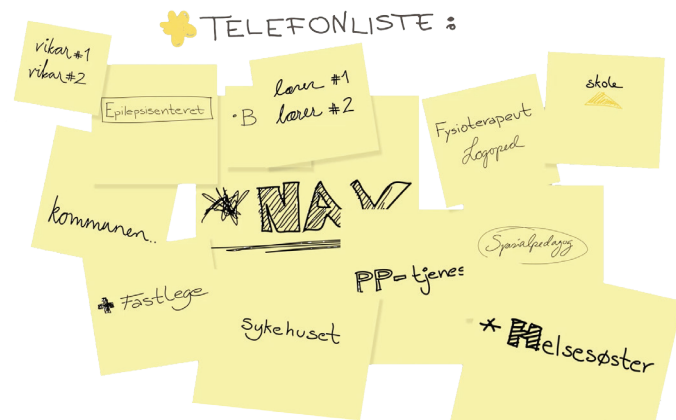 TELEFONLISTE:
vikar #1
vikar #2
Epilepsisenteret
• B
lærer #1
lærer #2
Fysioterapeut
Logoped
skole
kommunen..
* NAV
PP-tjenes
Spesialpedagog
+ Fastlege
sykehuset
* Helsesøster